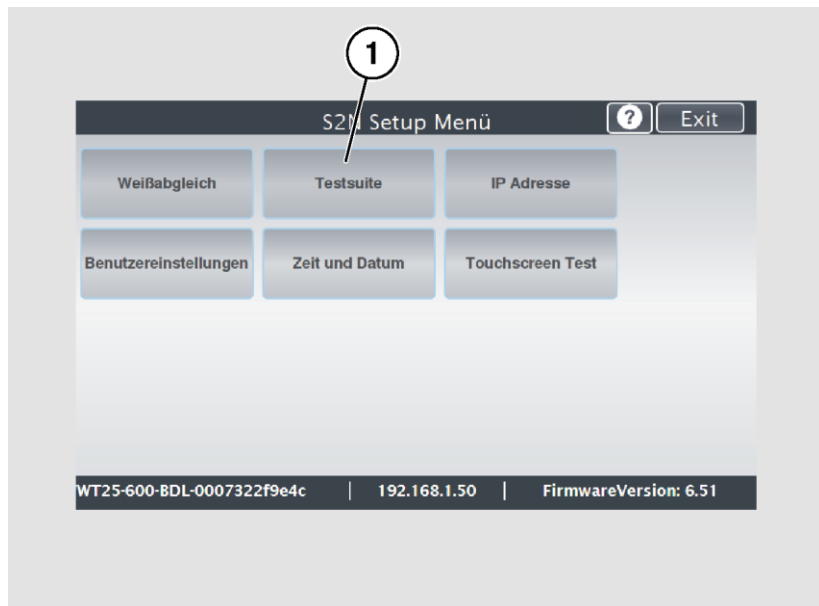 1
S2N Setup Menü
? Exit
Weißabgleich Testsuite IP Adresse
Benutzereinstellungen Zeit und Datum Touchscreen Test
WT25-600-BDL-0007322f9e4c | 192.168.1.50 | FirmwareVersion: 6.51